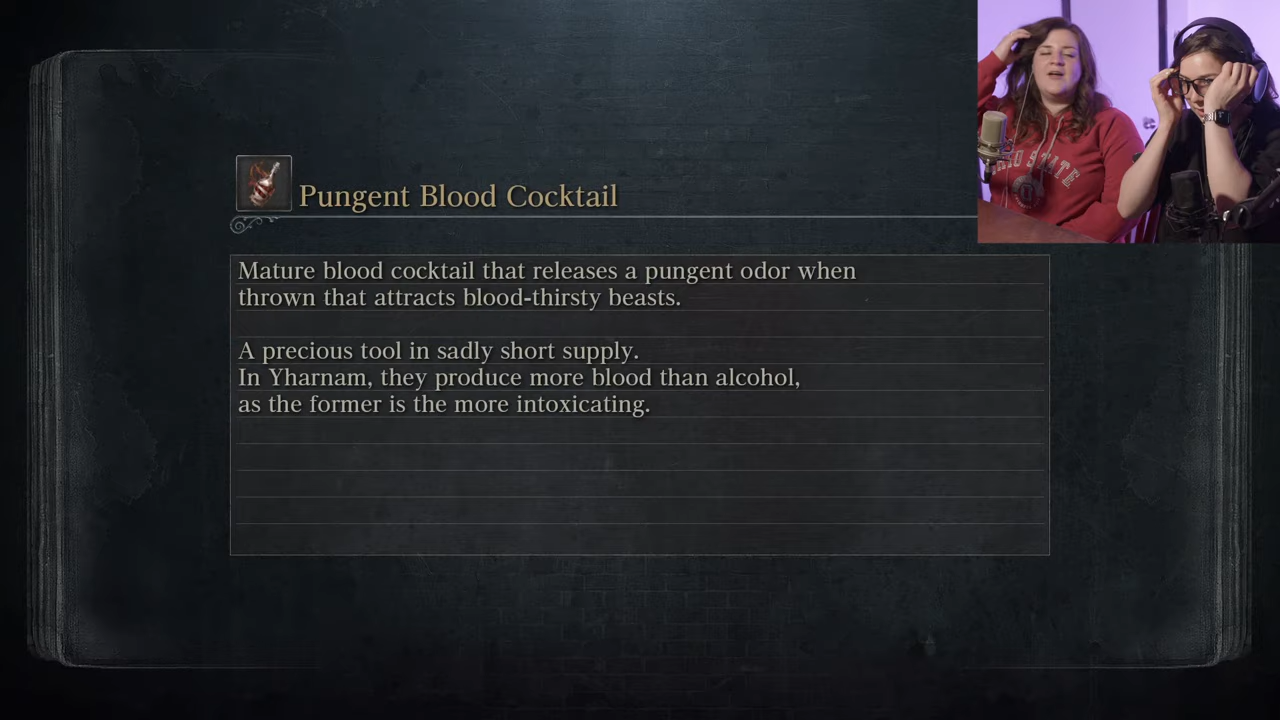 Pungent Blood Cocktail
Mature blood cocktail that releases a pungent odor when
thrown that attracts blood-thirsty beasts.
A precious tool in sadly short supply.
In Yharnam, they produce more blood than alcohol,
as the former is the more intoxicating.
STATE